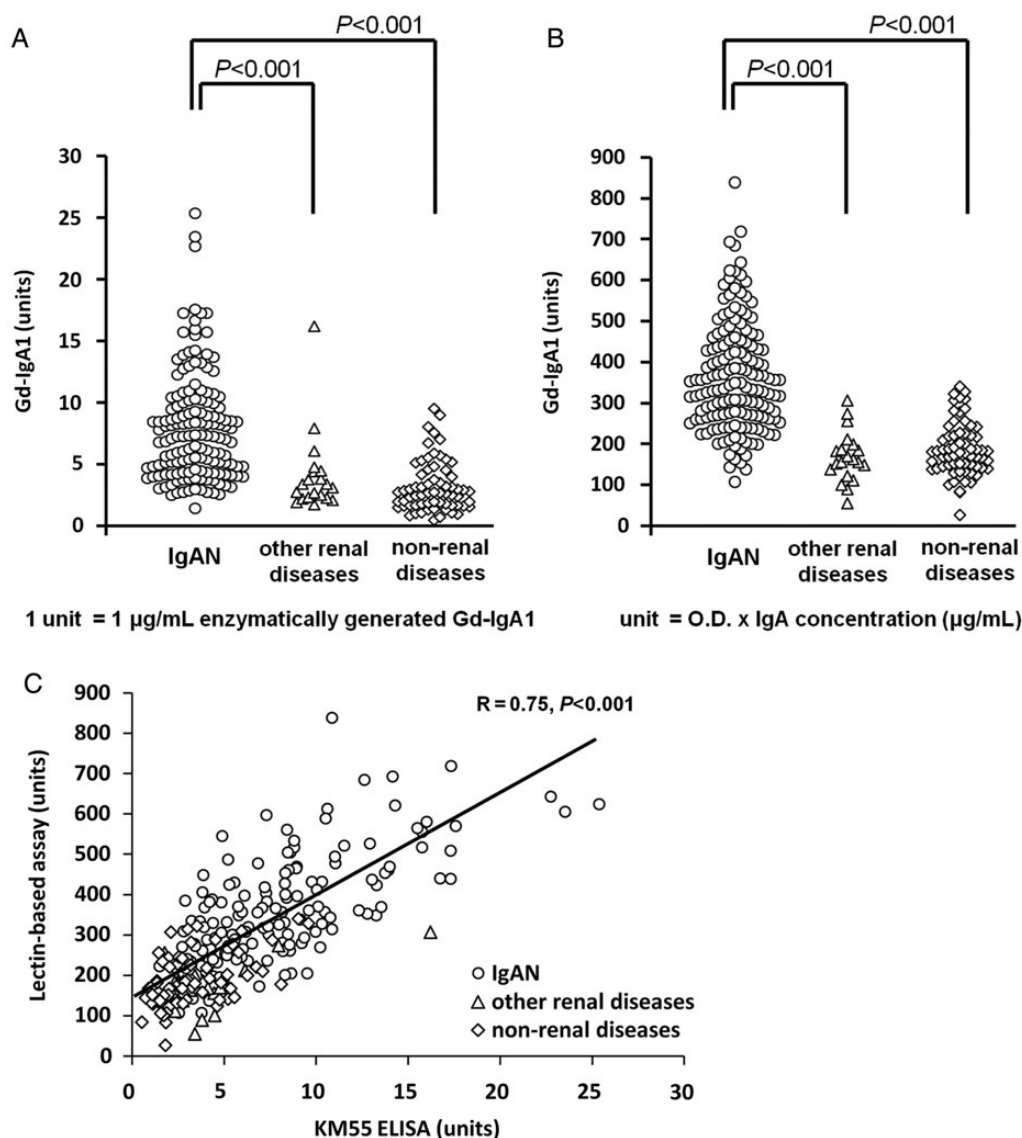 A
P<0.001
P<0.001
30
25
20
15
10
5
0
Gd-IgA1 (units)
IgAN
other renal
diseases
non-renal
diseases
1 unit = 1 µg/mL enzymatically generated Gd-IgA1
B
P<0.001
P<0.001
900
800
700
600
500
400
300
200
100
0
Gd-IgA1 (units)
IgAN
other renal
diseases
non-renal
diseases
unit = O.D. x IgA concentration (µg/mL)
C
R = 0.75, P<0.001
900
800
700
600
500
400
300
200
100
0
Lectin-based assay (units)
IgAN
other renal diseases
non-renal diseases
0 5 10 15 20 25 30
KM55 ELISA (units)